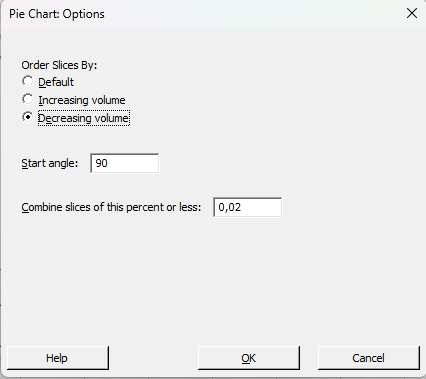 Pie Chart: Options
Order Slices By:
Default
Increasing volume
Decreasing volume
Start angle: 90
Combine slices of this percent or less: 0,02
Help OK Cancel